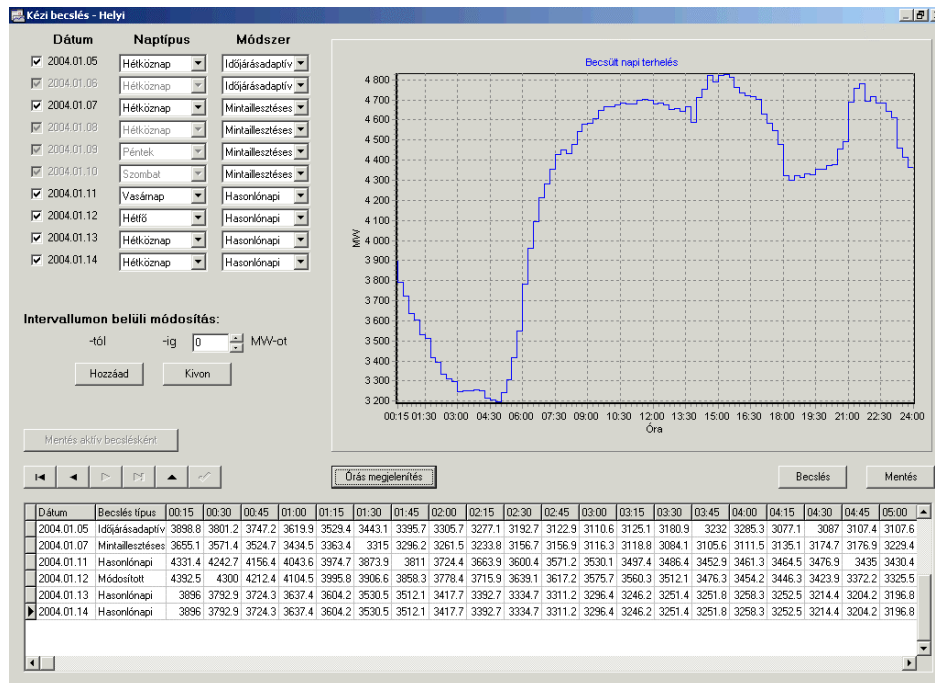 Kézi becslés - Helyi
Dátum Naptípus Módszer
2004.01.05 Hétköznap Időjárásadaptív
2004.01.06 Hétköznap Időjárásadaptív
2004.01.07 Hétköznap Mintaillesztéses
2004.01.08 Hétköznap Mintaillesztéses
2004.01.09 Péntek Mintaillesztéses
2004.01.10 Szombat Mintaillesztéses
2004.01.11 Vasárnap Hasonlónapi
2004.01.12 Hétfő Hasonlónapi
2004.01.13 Hétköznap Hasonlónapi
2004.01.14 Hétköznap Hasonlónapi
Intervallumon belüli módosítás:
-tól -ig 0 MW-ot
Hozzáad Kivon
Mentés aktív becslésként
Becsült napi terhelés
4 800
4 700
4 600
4 500
4 400
4 300
4 200
4 100
4 000
3 900
3 800
3 700
3 600
3 500
3 400
3 300
3 200
MW
00:15 01:30 03:00 04:30 06:00 07:30 09:00 10:30 12:00 13:30 15:00 16:30 18:00 19:30 21:00 22:30 24:00
Óra
Órás megjelenítés Becslés Mentés
Dátum Becslés típus 00:15 00:30 00:45 01:00 01:15 01:30 01:45 02:00 02:15 02:30 02:45 03:00 03:15 03:30 03:45 04:00 04:15 04:30 04:45 05:00
2004.01.05 Időjárásadaptív 3898.8 3801.2 3747.2 3619.9 3529.4 3443.1 3395.7 3305.7 3277.1 3192.7 3122.9 3110.6 3125.1 3180.9 3232 3285.3 3077.1 3087 3107.4 3107.6
2004.01.07 Mintaillesztéses 3655.1 3571.4 3524.7 3434.5 3363.4 3315 3296.2 3261.5 3233.8 3156.7 3156.9 3116.3 3118.8 3084.1 3105.6 3111.5 3135.1 3174.7 3176.9 3229.4
2004.01.11 Hasonlónapi 4331.4 4242.7 4156.4 4043.6 3974.7 3873.9 3811 3724.4 3663.9 3600.4 3571.2 3530.1 3497.4 3486.4 3452.9 3461.3 3464.5 3476.9 3435 3430.4
2004.01.12 Módosított 4392.5 4300 4212.4 4104.5 3995.8 3906.6 3858.3 3778.4 3715.9 3639.1 3617.2 3575.7 3560.3 3512.1 3476.3 3454.2 3446.3 3423.9 3372.2 3325.5
2004.01.13 Hasonlónapi 3896 3792.9 3724.3 3637.4 3604.2 3530.5 3512.1 3417.7 3392.7 3334.7 3311.2 3296.4 3246.2 3251.4 3251.8 3258.3 3252.5 3214.4 3204.2 3196.8
2004.01.14 Hasonlónapi 3896 3792.9 3724.3 3637.4 3604.2 3530.5 3512.1 3417.7 3392.7 3334.7 3311.2 3296.4 3246.2 3251.4 3251.8 3258.3 3252.5 3214.4 3204.2 3196.8